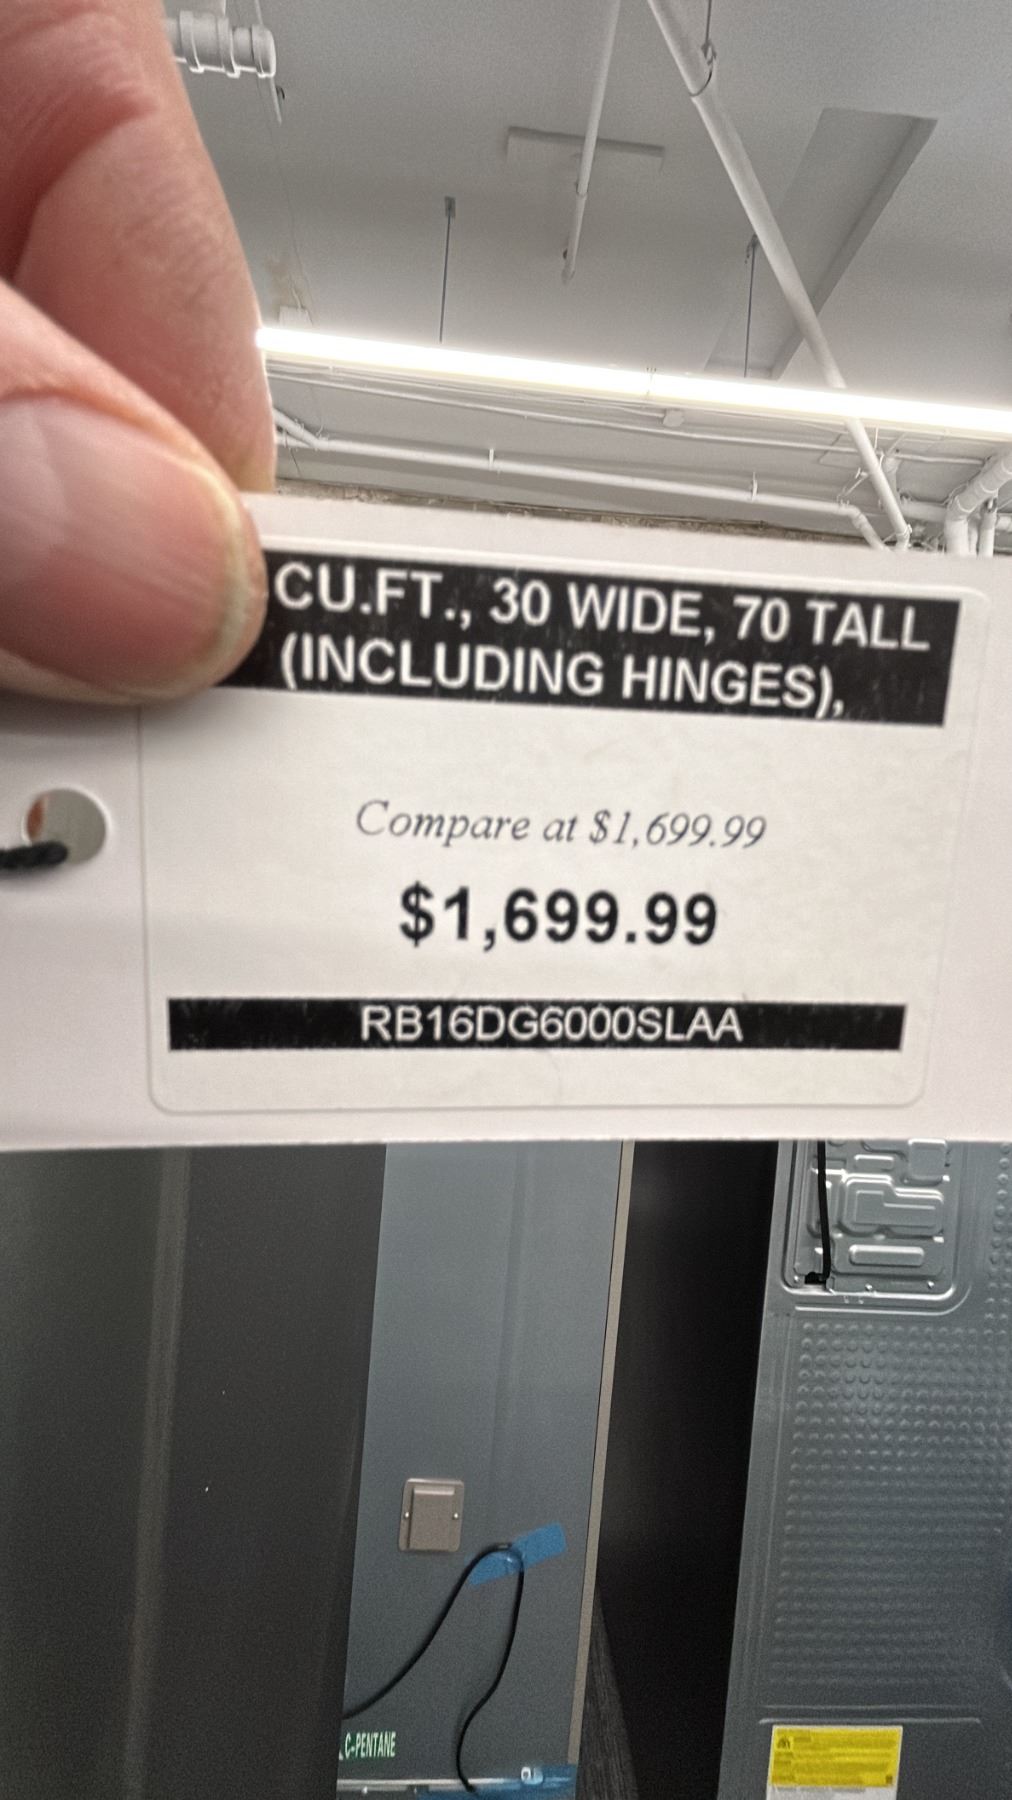 CU.FT., 30 WIDE, 70 TALL
(INCLUDING HINGES),
Compare at $1,699.99
$1,699.99
RB16DG6000SLAA
C-PENTANE